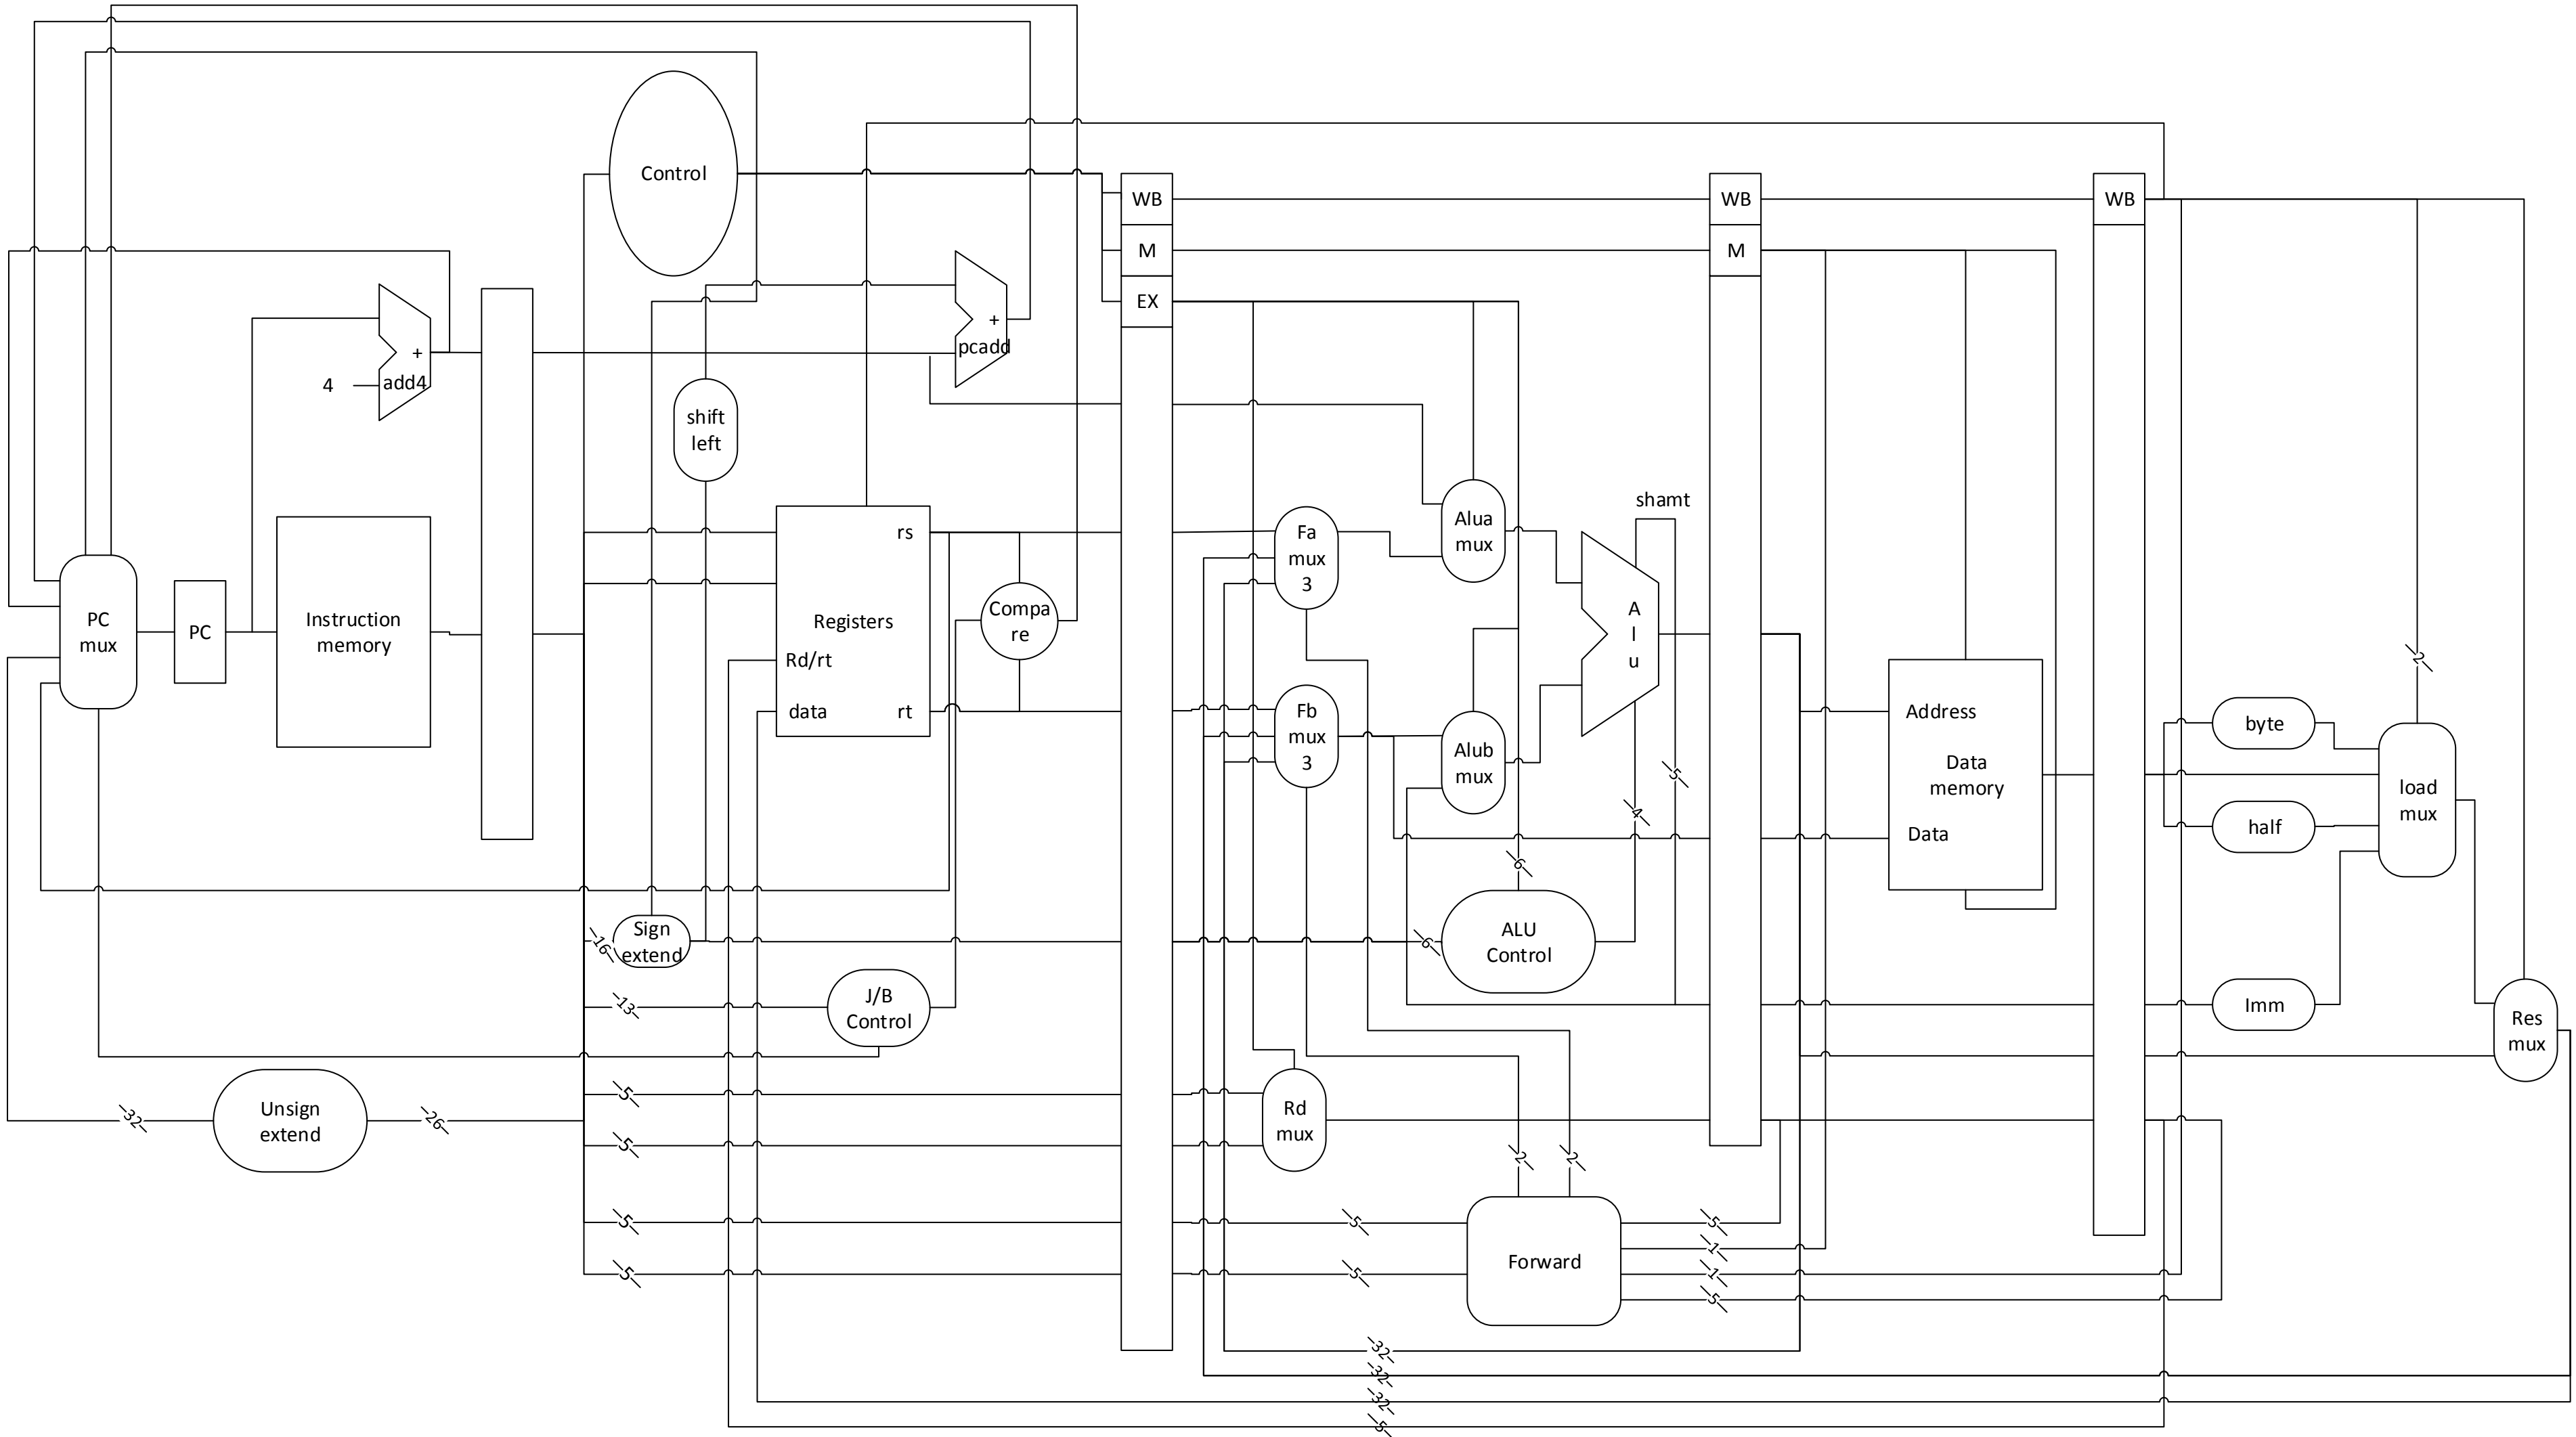 Control
WB
WB
WB
M
M
EX
+
pcadd
+
4
add4
shift
left
shamt
Alua
mux
rs
Fa
mux
3
Compa
re
A
l
u
PC
mux
PC
Instruction
memory
Registers
Rd/rt
data
rt
2
Fb
mux
3
Address
byte
Alub
mux
Data
memory
5
4
load
mux
half
Data
6
Sign
extend
16
ALU
Control
6
J/B
Control
13
Imm
Res
mux
Unsign
extend
32
26
5
5
Rd
mux
2
2
5
5
5
1
Forward
5
5
1
5
32
32
32
5